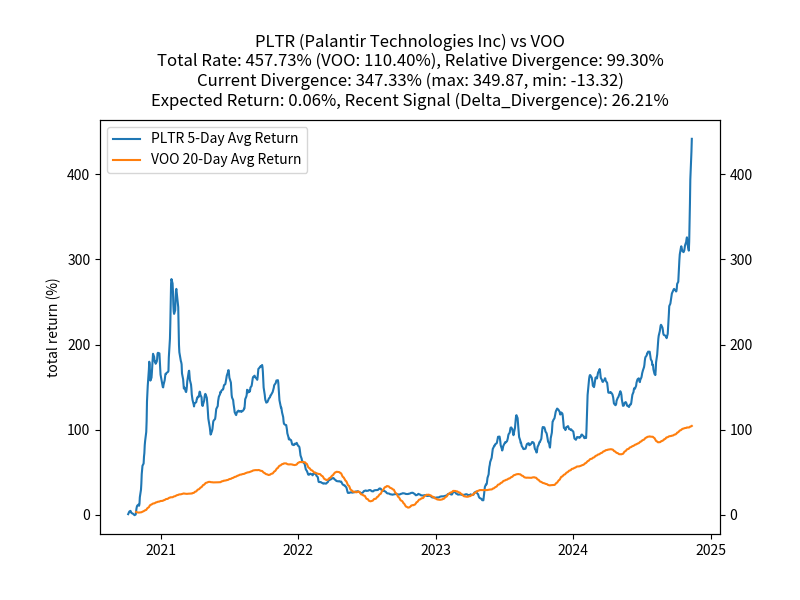 PLTR (Palantir Technologies Inc) vs VOO
Total Rate: 457.73% (VOO: 110.40%), Relative Divergence: 99.30%
Current Divergence: 347.33% (max: 349.87, min: -13.32)
Expected Return: 0.06%, Recent Signal (Delta_Divergence): 26.21%
PLTR 5-Day Avg Return
VOO 20-Day Avg Return
total return (%)
400 400
300 300
200 200
100 100
0 0
2021 2022 2023 2024 2025